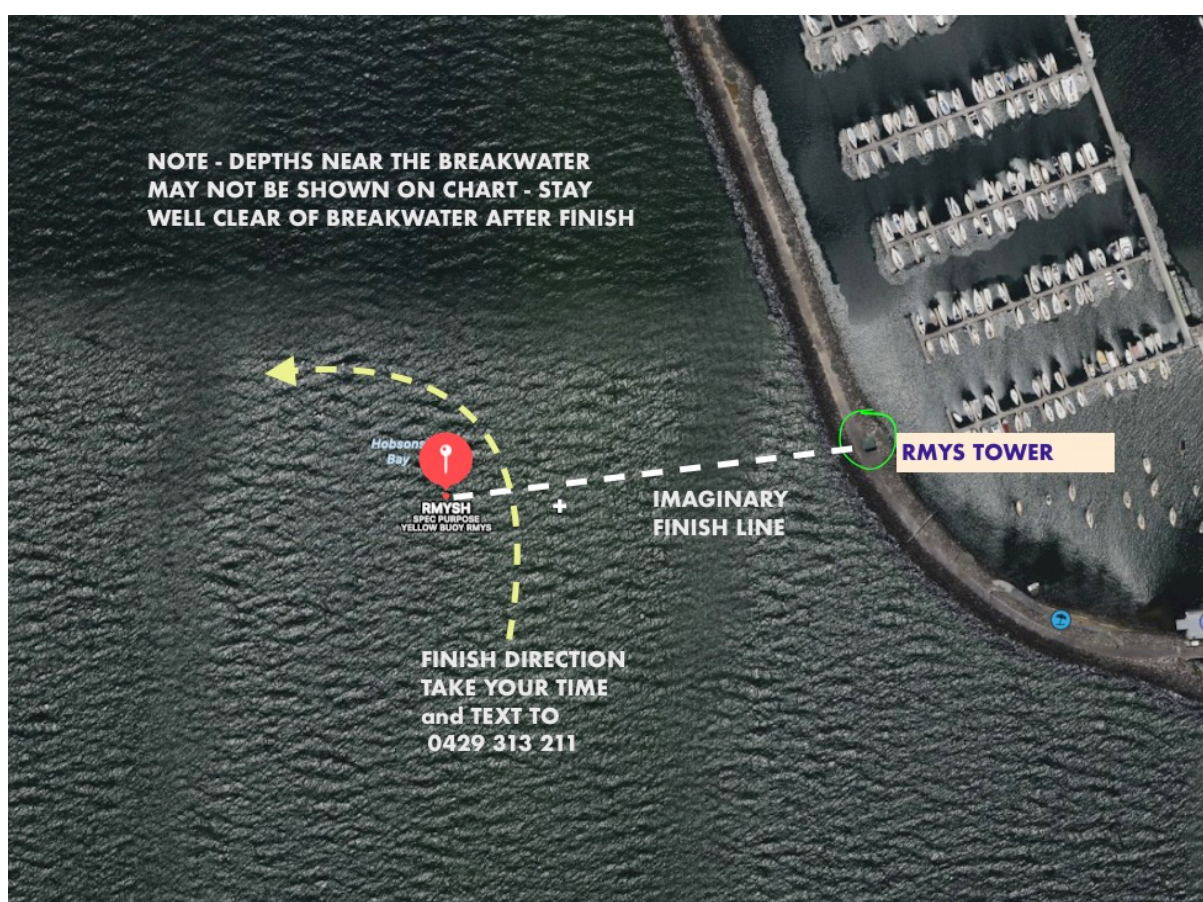 NOTE - DEPTHS NEAR THE BREAKWATER
MAY NOT BE SHOWN ON CHART - STAY
WELL CLEAR OF BREAKWATER AFTER FINISH
Hobsons
Bay
RMYSH
SPEC PURPOSE
YELLOW BUOY RMYS
RMYS TOWER
IMAGINARY
FINISH LINE
FINISH DIRECTION
TAKE YOUR TIME
and TEXT TO
0429 313 211